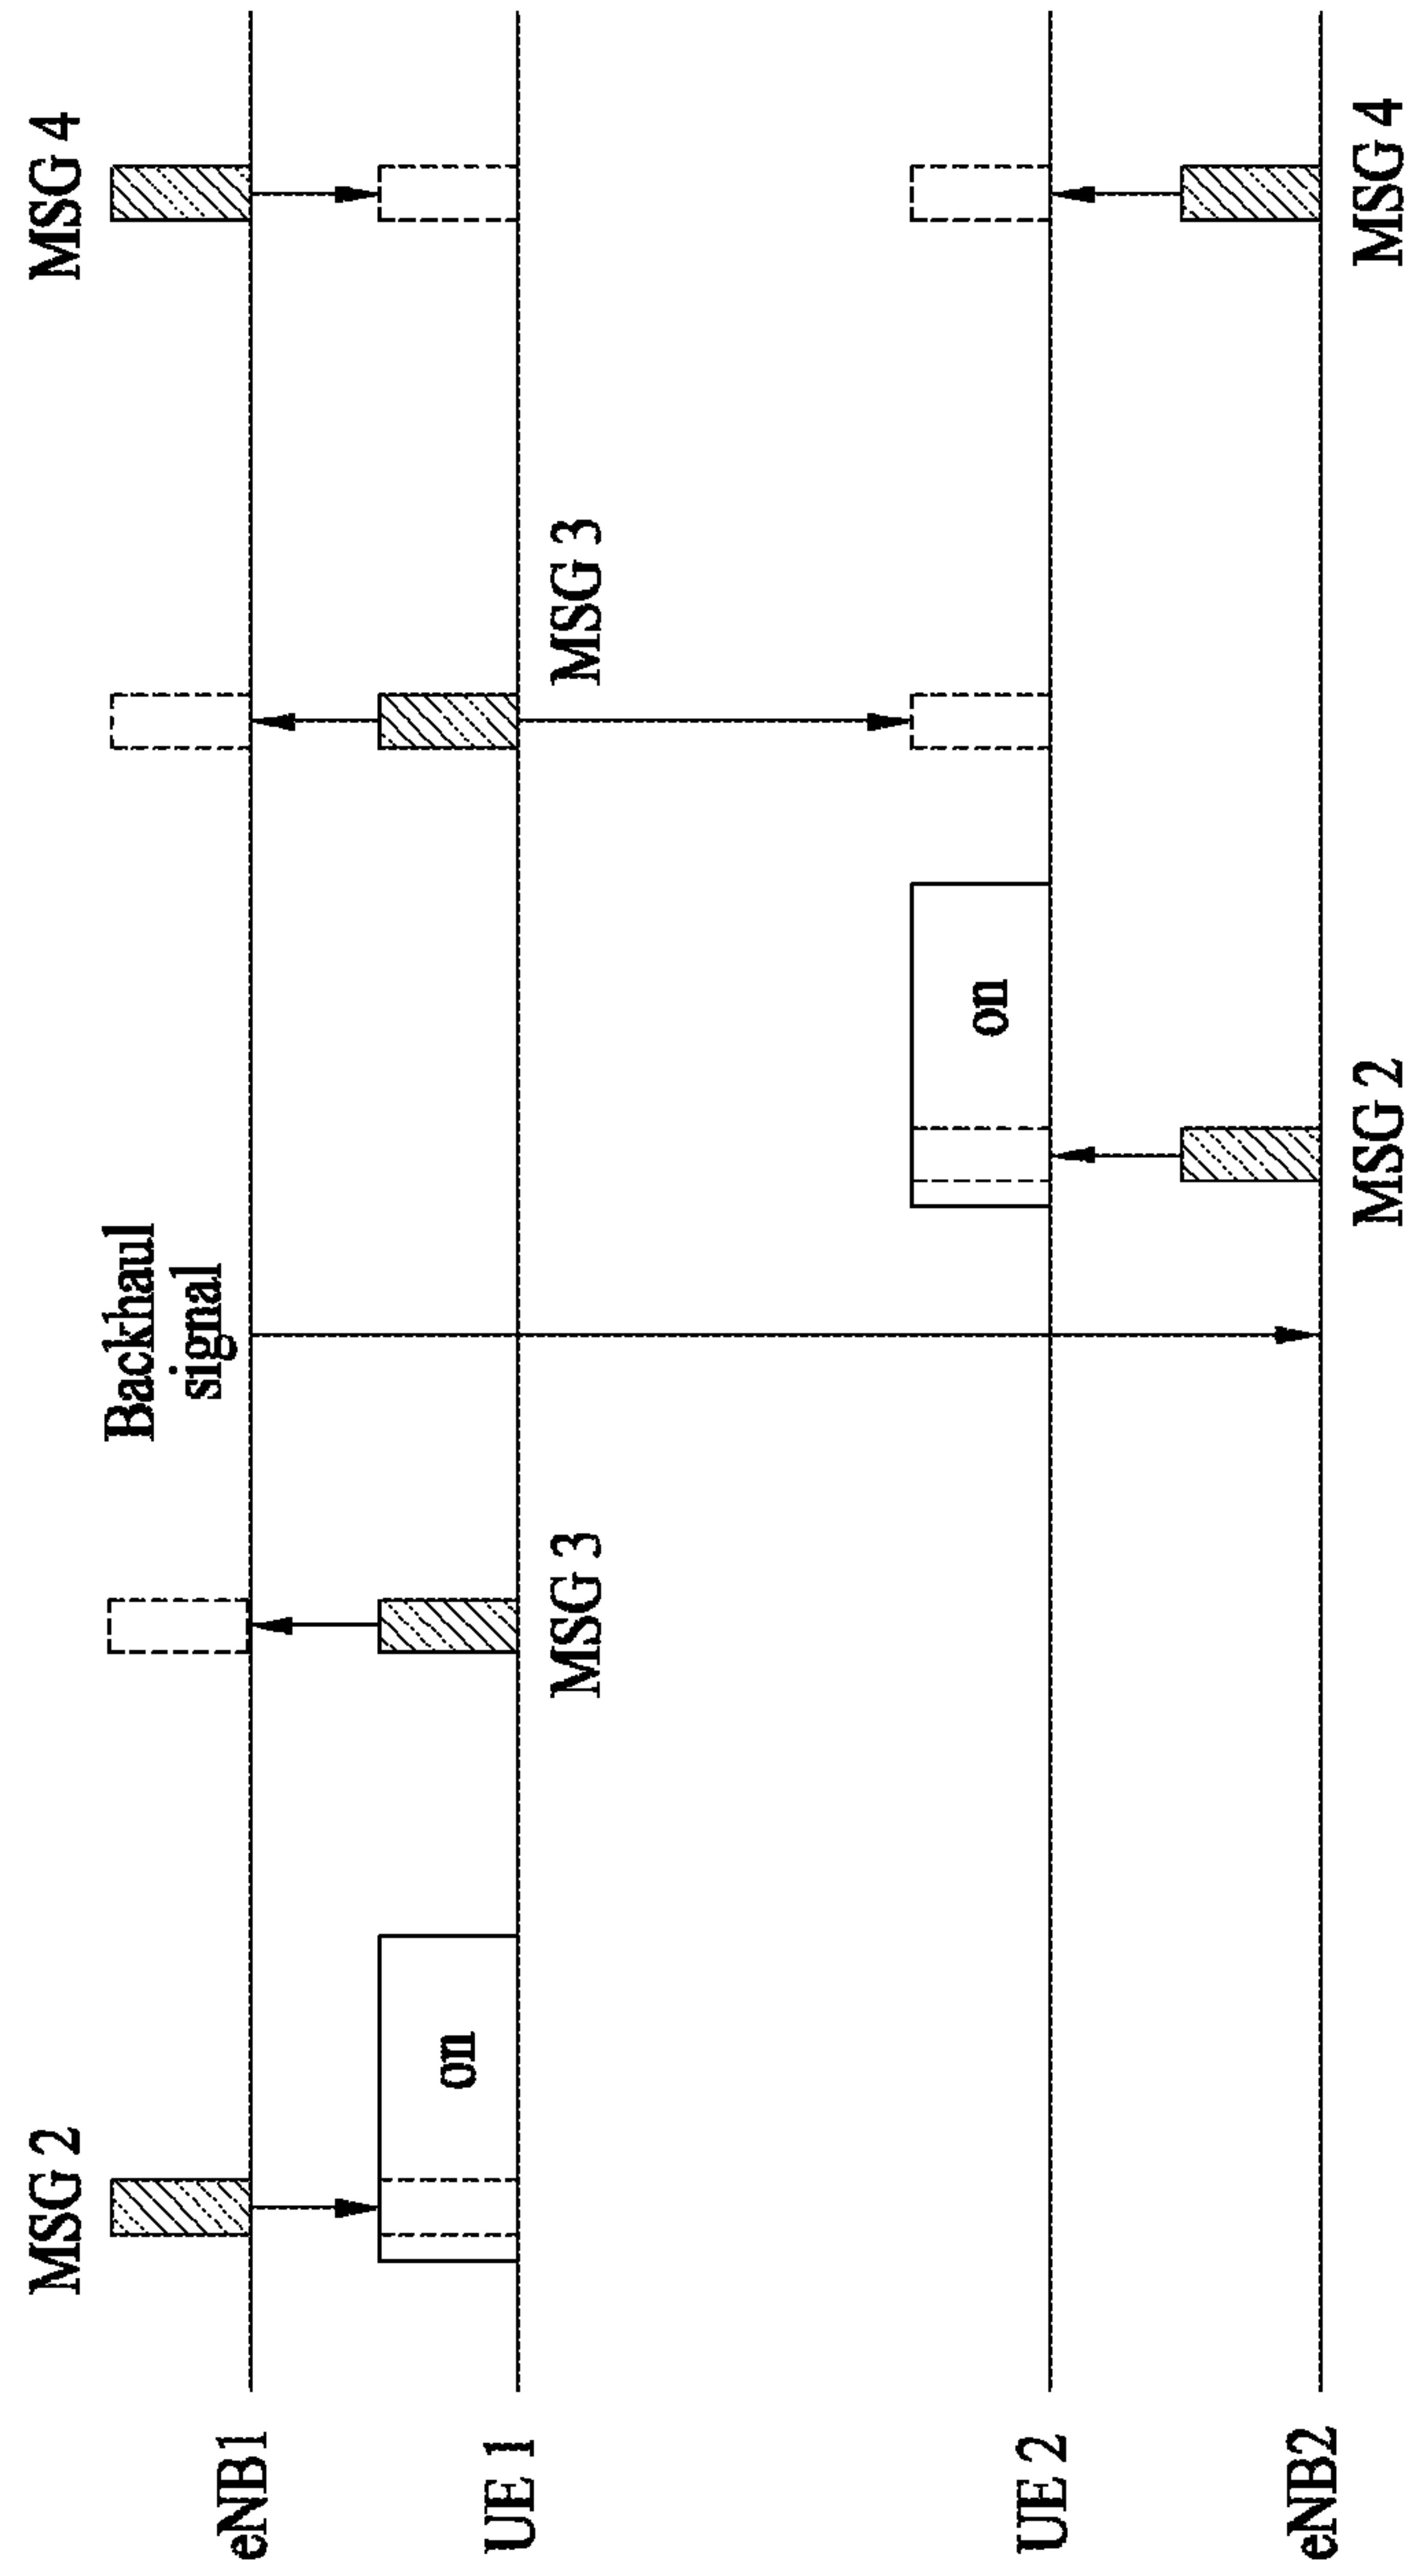 MSG 2
MSG 4
Backhaul
signal
eNB1
on
UE 1
MSG 3
MSG 3
on
UE 2
eNB2
MSG 2
MSG 4